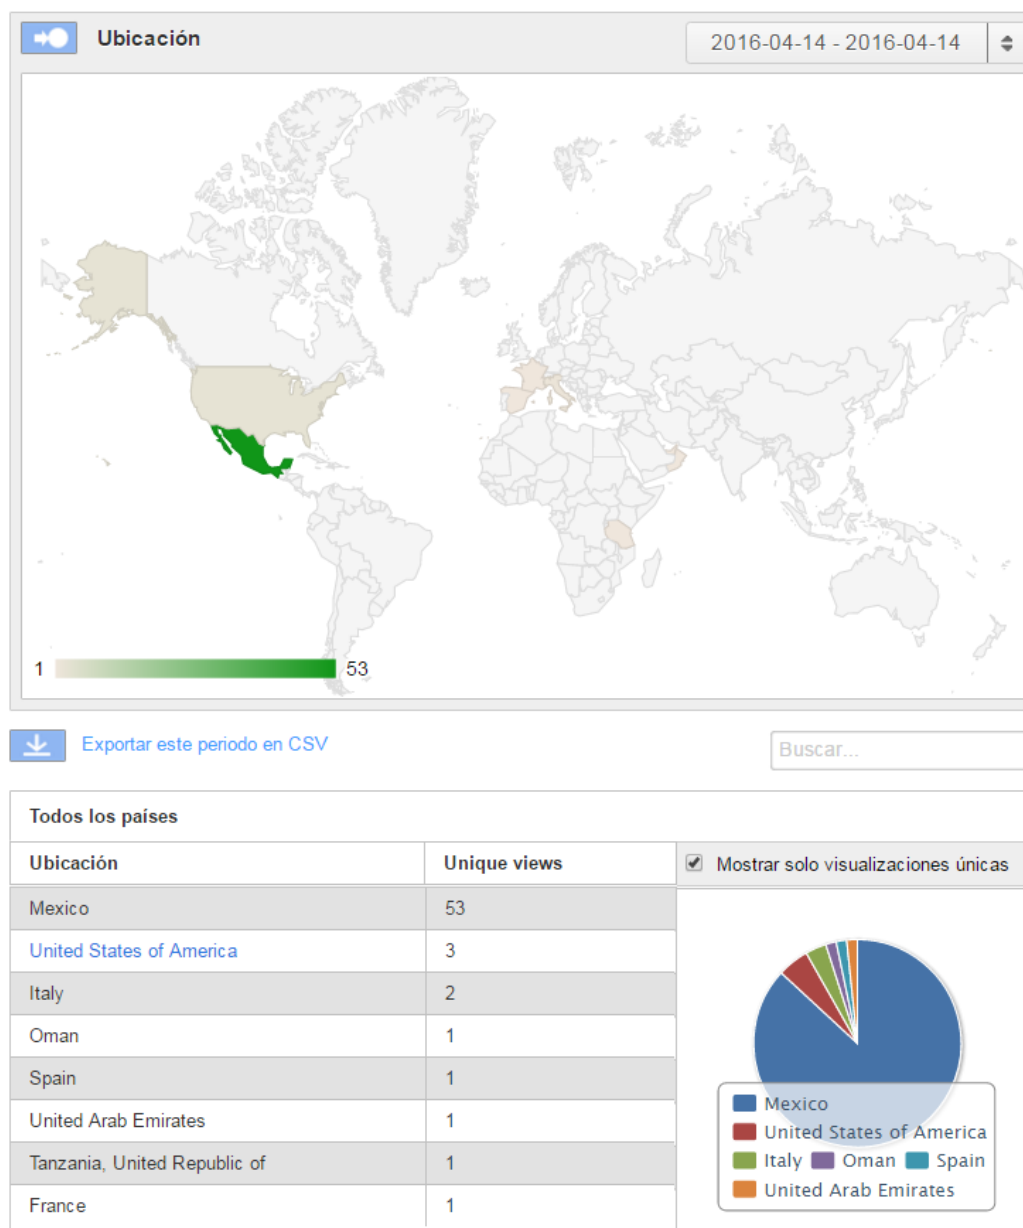 Ubicación
2016-04-14 - 2016-04-14
1
53
Exportar este periodo en CSV
Buscar...
Todos los países
Ubicación Unique views
Mostrar solo visualizaciones únicas
Mexico 53
United States of America 3
Italy 2
Oman 1
Spain 1
United Arab Emirates 1
Tanzania, United Republic of 1
France 1
Mexico
United States of America
Italy Oman Spain
United Arab Emirates